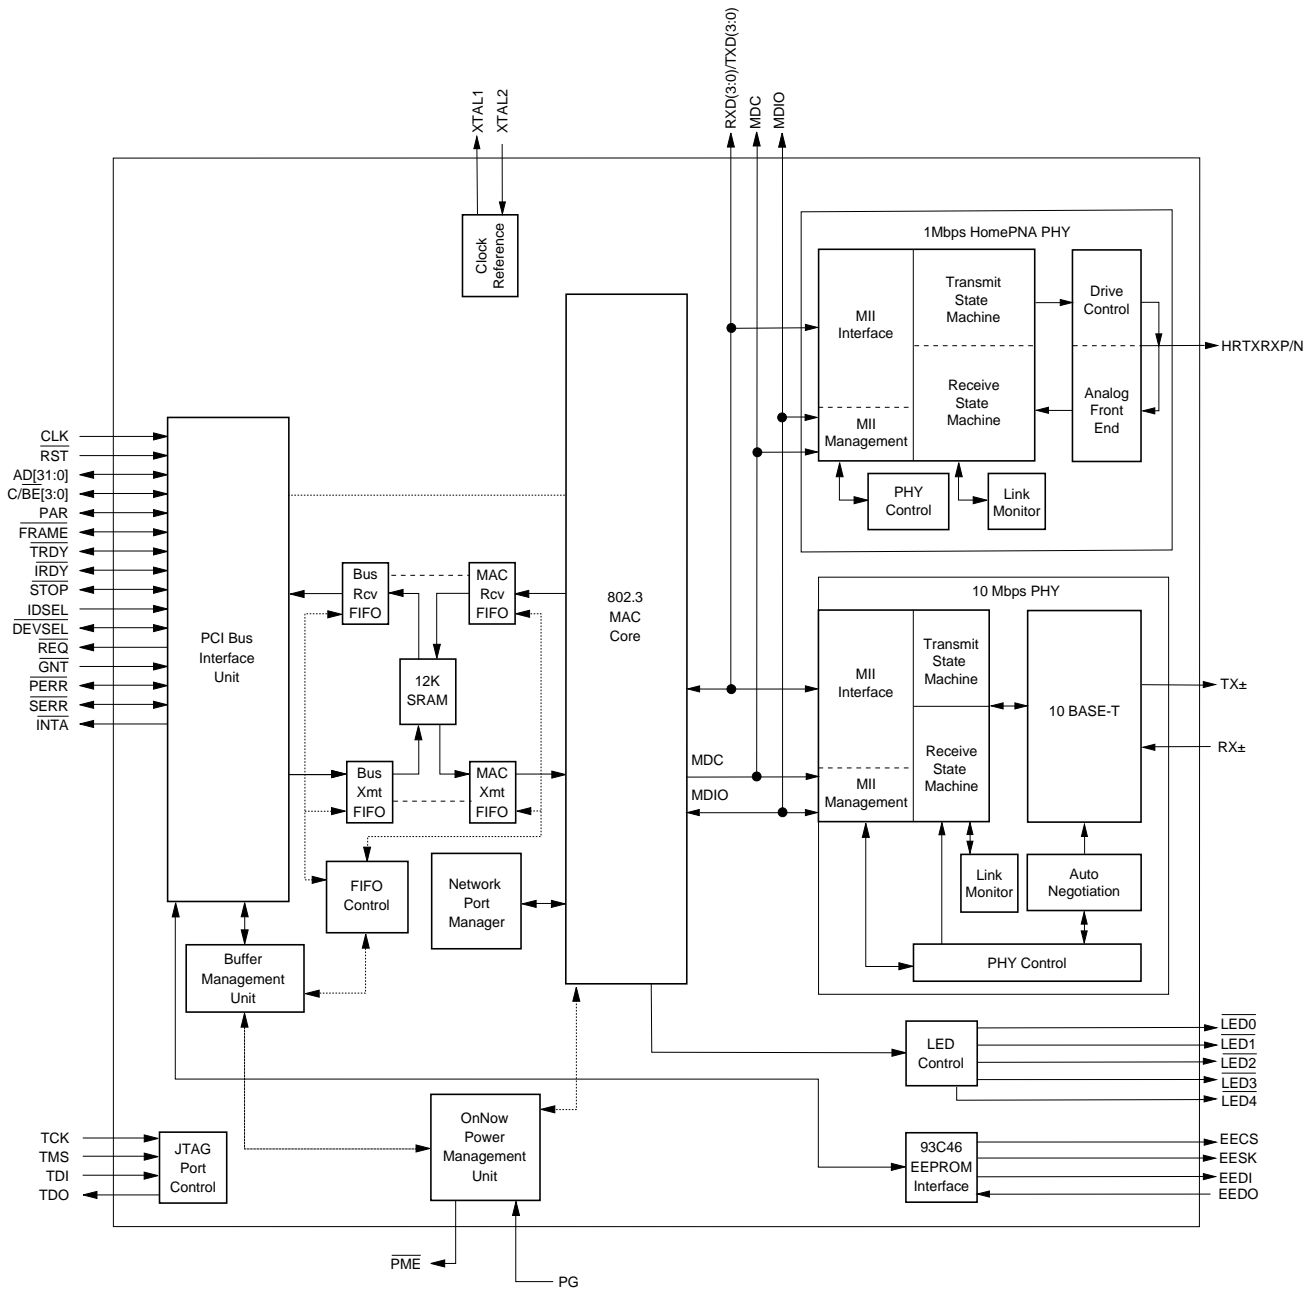 RXD(3:0)/TXD(3:0)
MDC
MDIO
XTAL1
XTAL2
Clock
Reference
1Mbps HomePNA PHY
MII
Interface
Transmit
State
Machine
Drive
Control
HRTXRXP/N
MII
Management
Receive
State
Machine
Analog
Front
End
PHY
Control
Link
Monitor
CLK
RST
AD[31:0]
C/BE[3:0]
PAR
FRAME
TRDY
IRDY
STOP
IDSEL
DEVSEL
REQ
GNT
PERR
SERR
INTA
PCI Bus
Interface
Unit
Bus
Rcv
FIFO
MAC
Rcv
FIFO
12K
SRAM
Bus
Xmt
FIFO
MAC
Xmt
FIFO
802.3
MAC
Core
FIFO
Control
Network
Port
Manager
Buffer
Management
Unit
MDC
MDIO
10 Mbps PHY
MII
Interface
Transmit
State
Machine
MII
Management
Receive
State
Machine
10 BASE-T
TX±
RX±
Link
Monitor
Auto
Negotiation
PHY Control
LED
Control
LED0
LED1
LED2
LED3
LED4
OnNow
Power
Management
Unit
93C46
EEPROM
Interface
EECS
EESK
EEDI
EEDO
TCK
TMS
TDI
TDO
JTAG
Port
Control
PME
PG